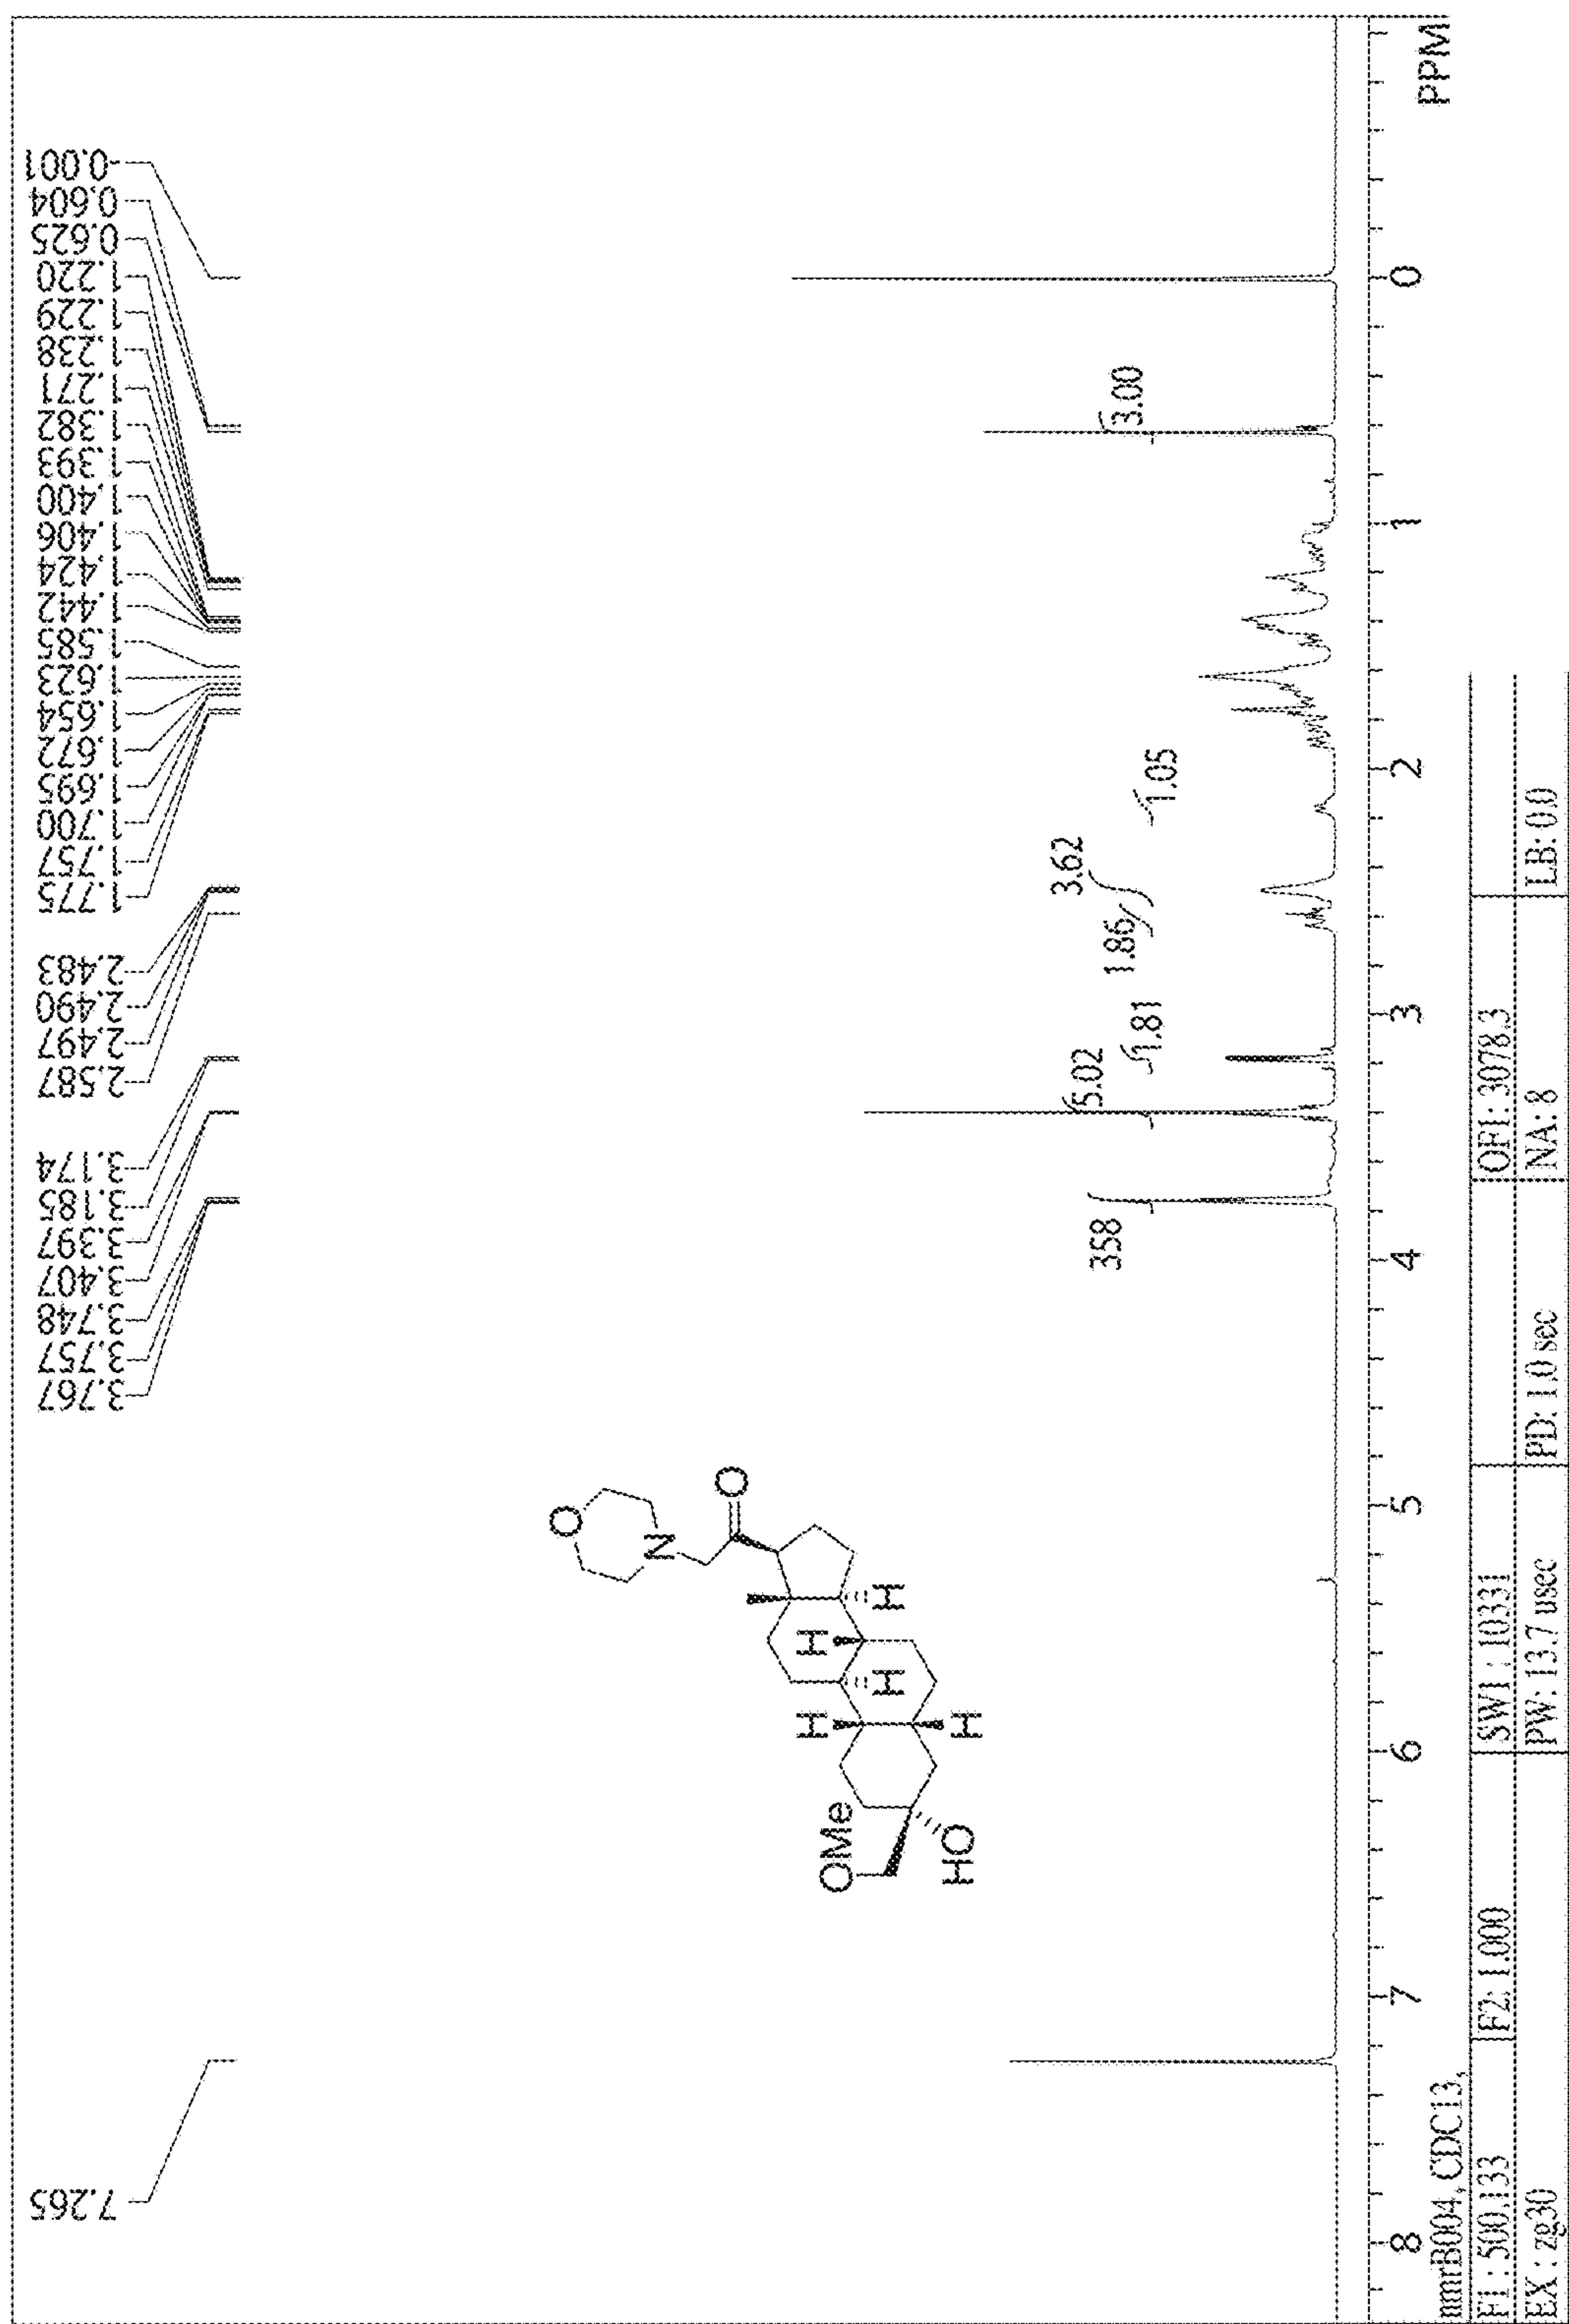 7.265
3.767
3.757
3.748
3.407
3.397
3.185
3.174
2.587
2.497
2.490
2.483
1.775
1.757
1.700
1.695
1.672
1.654
1.623
1.585
1.442
1.424
1.406
1.400
1.393
1.382
1.271
1.238
1.229
1.220
0.625
0.604
-0.001
O
N
O
H
H
H
H
H
OMe
HO
358
5.02
1.81
1.86
3.62
1.05
3.00
8 7 6 5 4 3 2 1 0
PPM
nmrB004, CDC13,
F1: 500.133 F2: 1.000 SW1: 10331 OF1: 3078.3
EX: zg30 PW: 13.7 usec PD: 1.0 sec NA: 8 LB: 0.0